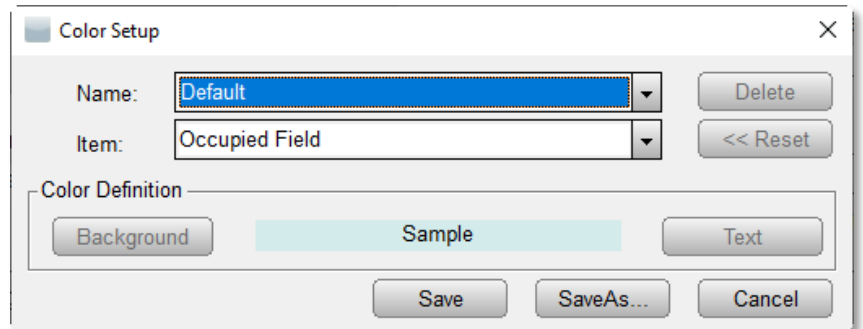 Color Setup
Name: Default Delete
Item: Occupied Field << Reset
Color Definition
Background Sample Text
Save SaveAs... Cancel